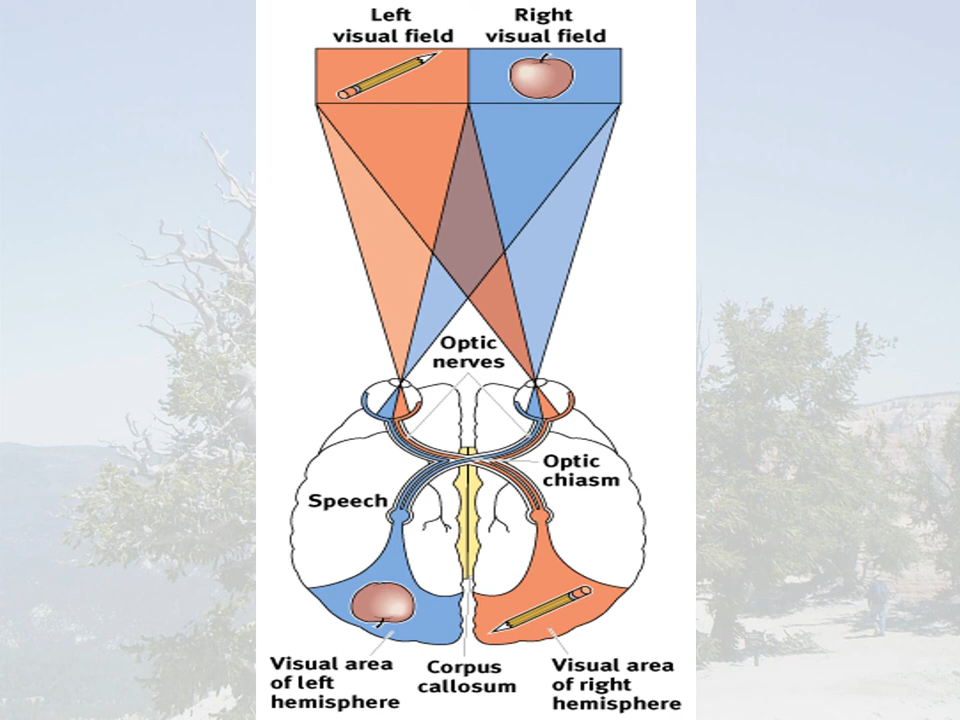 Left
visual field
Right
visual field
Optic
nerves
Optic
chiasm
Speech
Visual area
of left
hemisphere
Corpus
callosum
Visual area
of right
hemisphere